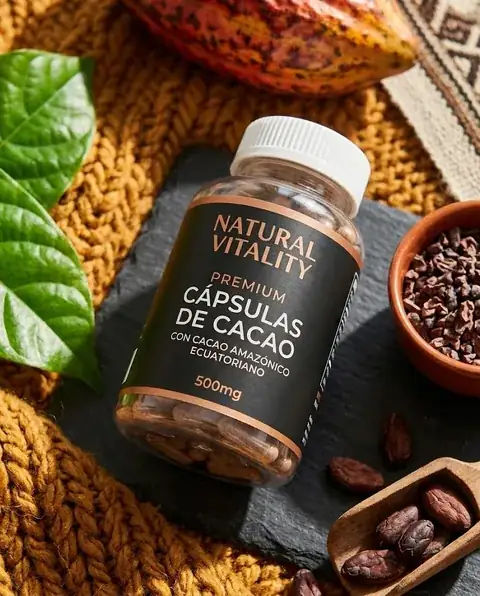 NATURAL
VITALITY
PREMIUM
CÁPSULAS
DE CACAO
CON CACAO AMAZÓNICO
ECUATORIANO
500mg